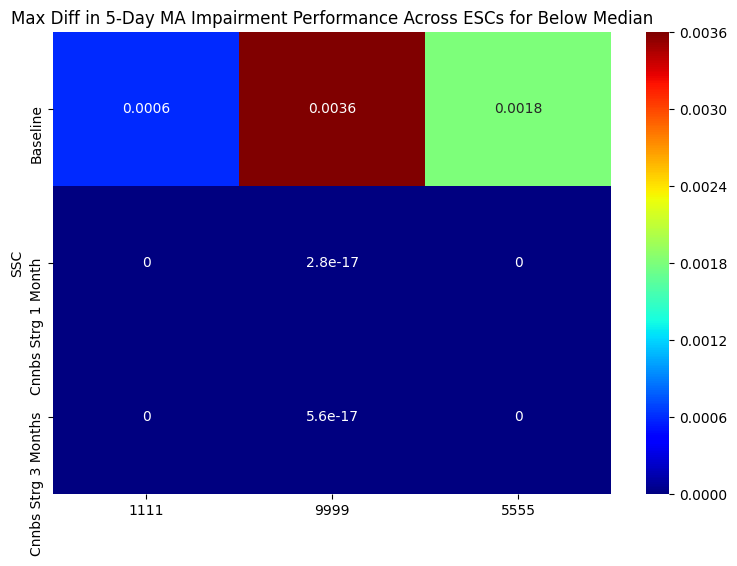 Max Diff in 5-Day MA Impairment Performance Across ESCs for Below Median
SSC
Baseline
Cnnbs Strg 1 Month
Cnnbs Strg 3 Months
0.0006 0.0036 0.0018
0 2.8e-17 0
0 5.6e-17 0
1111 9999 5555
0.0036
0.0030
0.0024
0.0018
0.0012
0.0006
0.0000